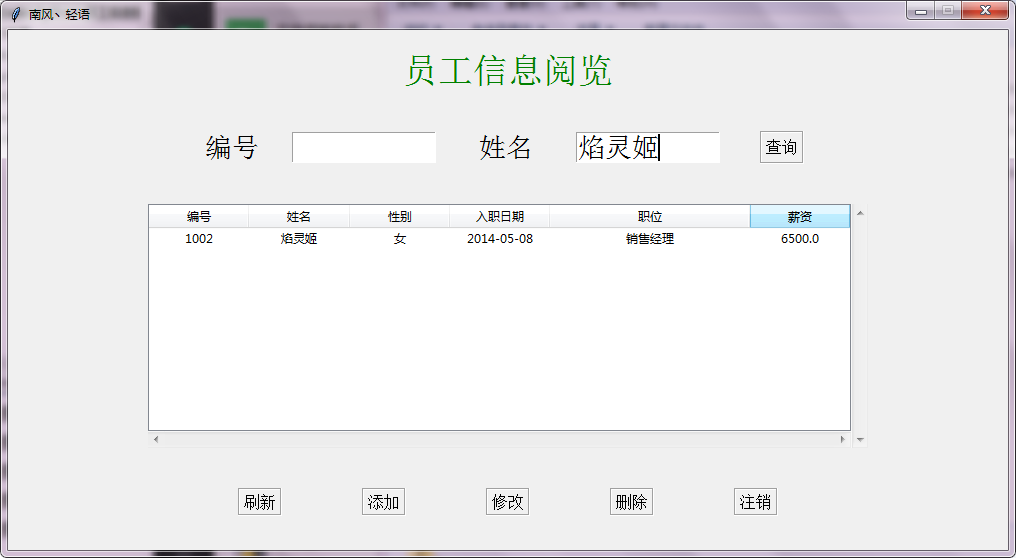 南风、轻语
员工信息阅览
编号 姓名 焰灵姬 查询
编号 姓名 性别 入职日期 职位 薪资
1002 焰灵姬 女 2014-05-08 销售经理 6500.0
刷新 添加 修改 删除 注销